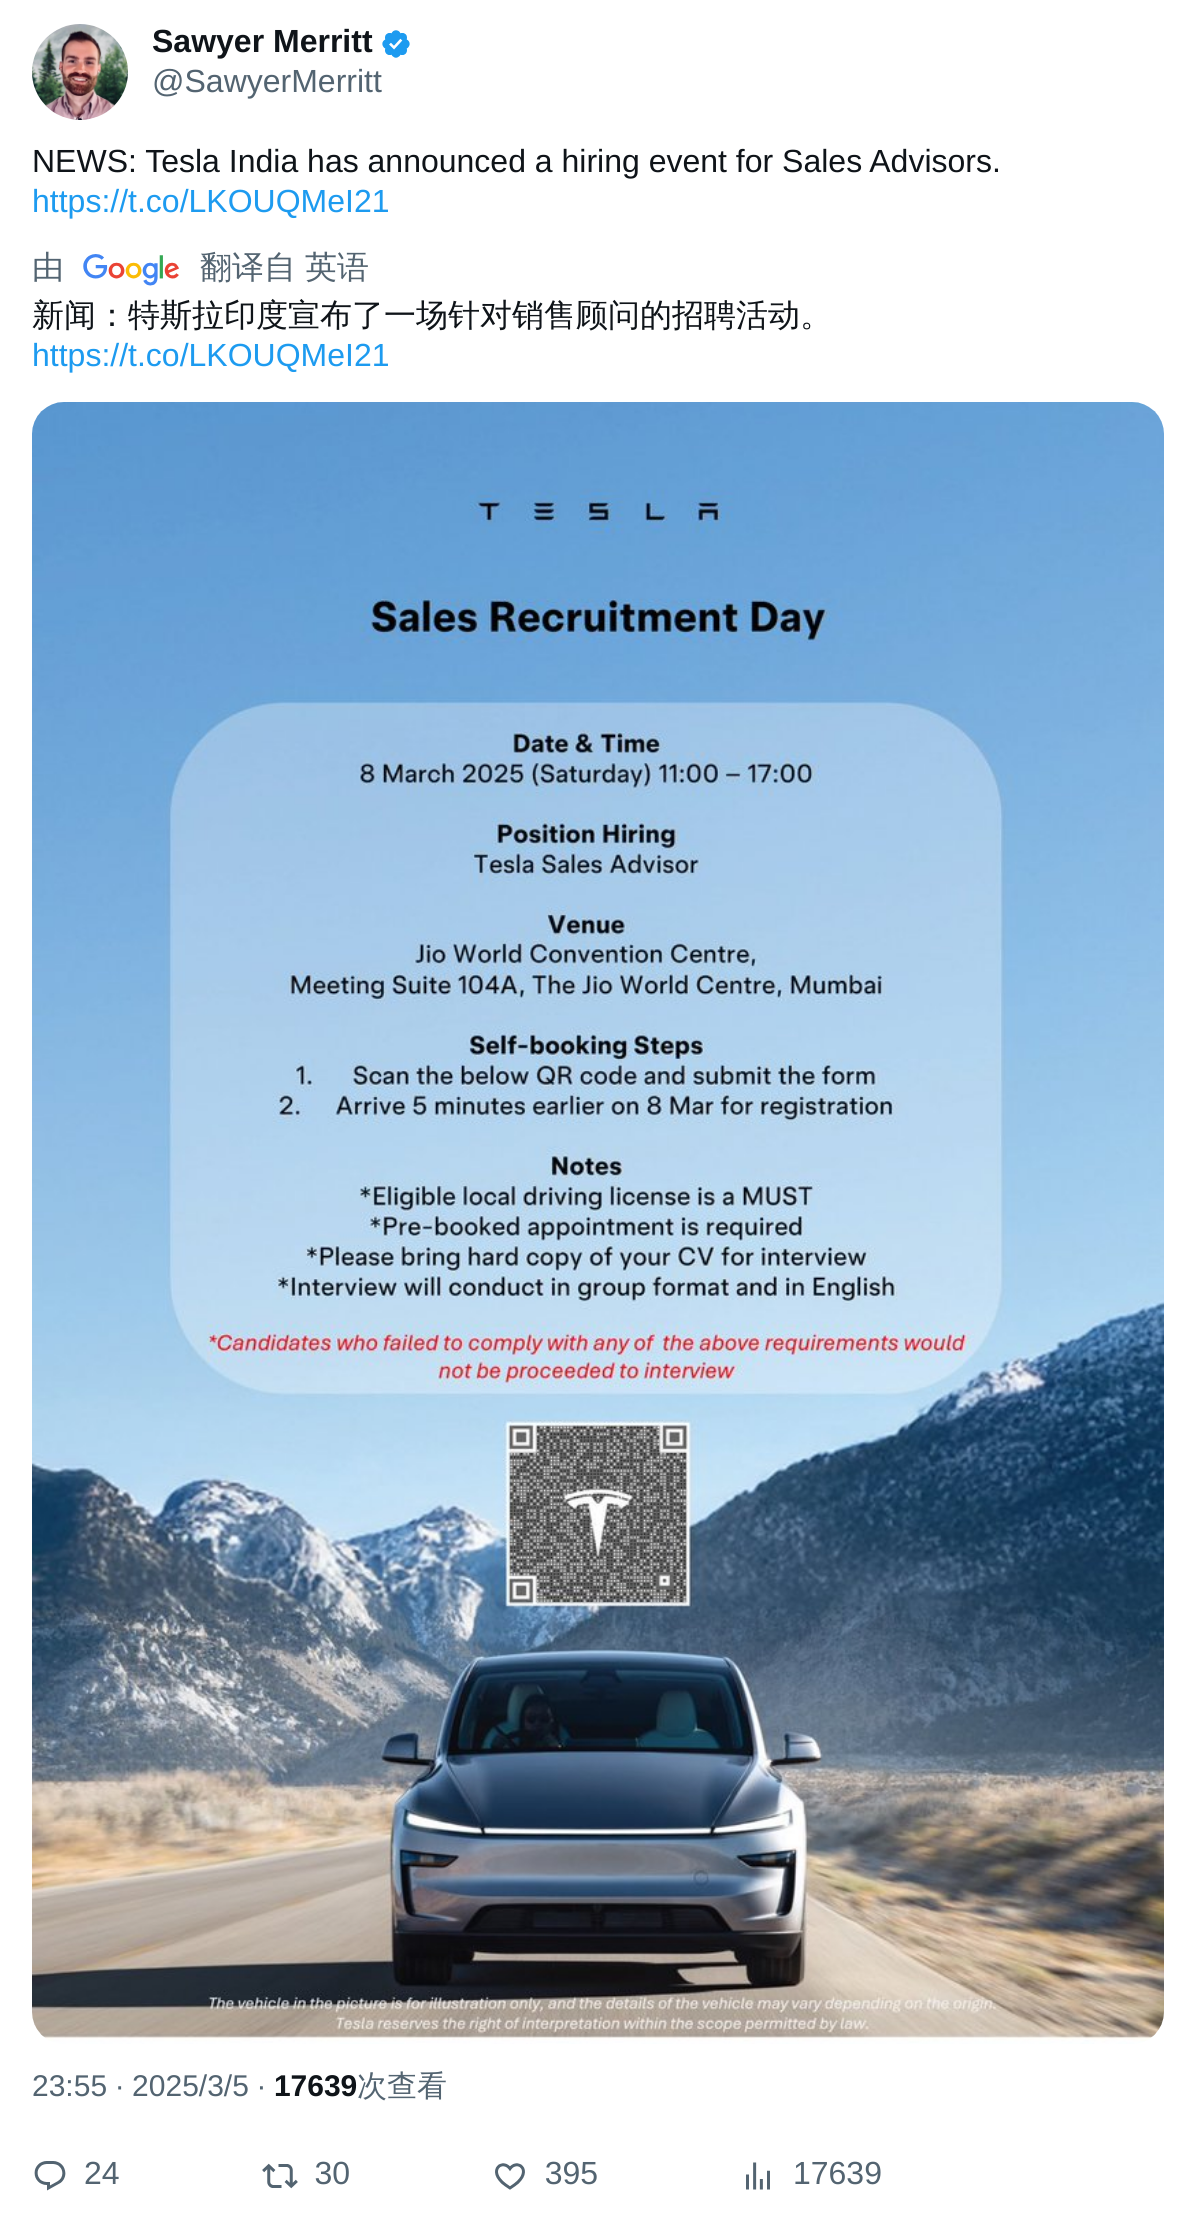 Sawyer Merritt
@SawyerMerritt
NEWS: Tesla India has announced a hiring event for Sales Advisors.
https://t.co/LKOUQMeI21
由 Google 翻译自 英语
新闻：特斯拉印度宣布了一场针对销售顾问的招聘活动。
https://t.co/LKOUQMeI21
TESLA
Sales Recruitment Day
Date & Time
8 March 2025 (Saturday) 11:00 – 17:00
Position Hiring
Tesla Sales Advisor
Venue
Jio World Convention Centre,
Meeting Suite 104A, The Jio World Centre, Mumbai
Self-booking Steps
1. Scan the below QR code and submit the form
2. Arrive 5 minutes earlier on 8 Mar for registration
Notes
*Eligible local driving license is a MUST
*Pre-booked appointment is required
*Please bring hard copy of your CV for interview
*Interview will conduct in group format and in English
*Candidates who failed to comply with any of the above requirements would
not be proceeded to interview
The vehicle in the picture is for illustration only, and the details of the vehicle may vary depending on the origin.
Tesla reserves the right of interpretation within the scope permitted by law.
23:55 · 2025/3/5 · 17639次查看
24 30 395 17639